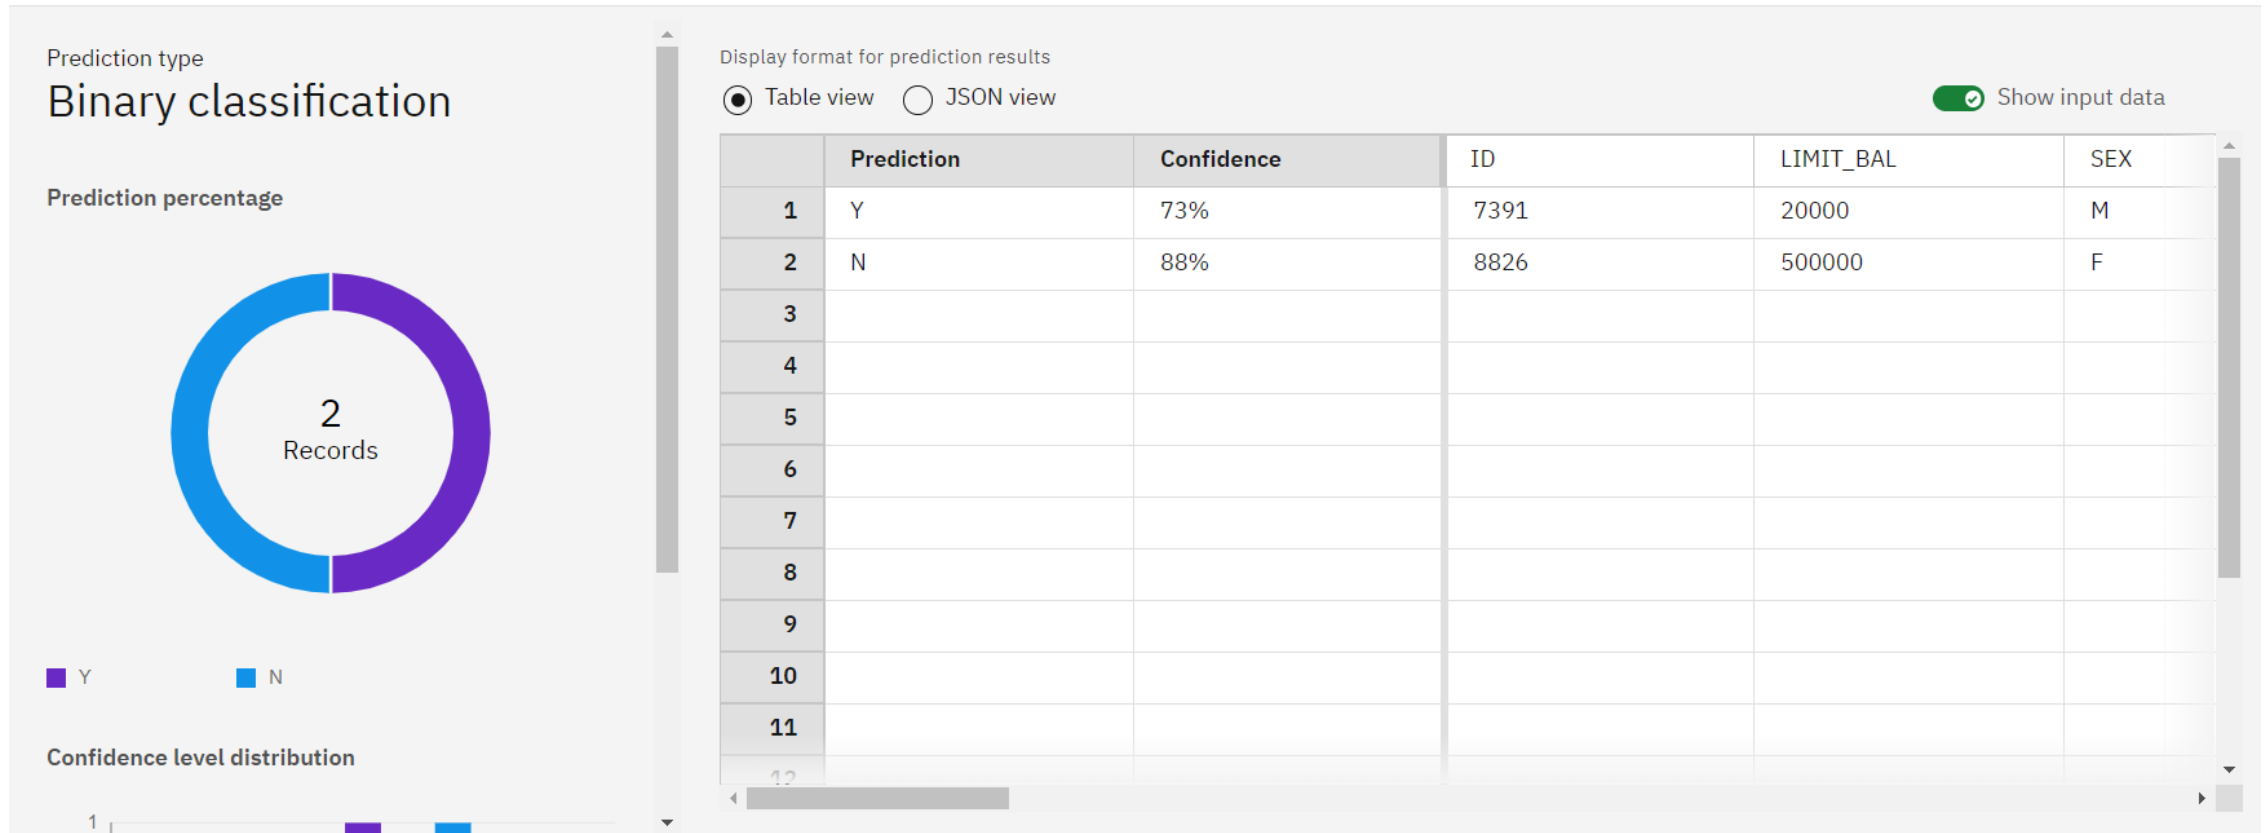 Prediction type
Binary classification
Prediction percentage
2
Records
Y N
Confidence level distribution
1
Display format for prediction results
Table view JSON view
Show input data
Prediction Confidence ID LIMIT_BAL SEX
1 Y 73% 7391 20000 M
2 N 88% 8826 500000 F
3
4
5
6
7
8
9
10
11
12